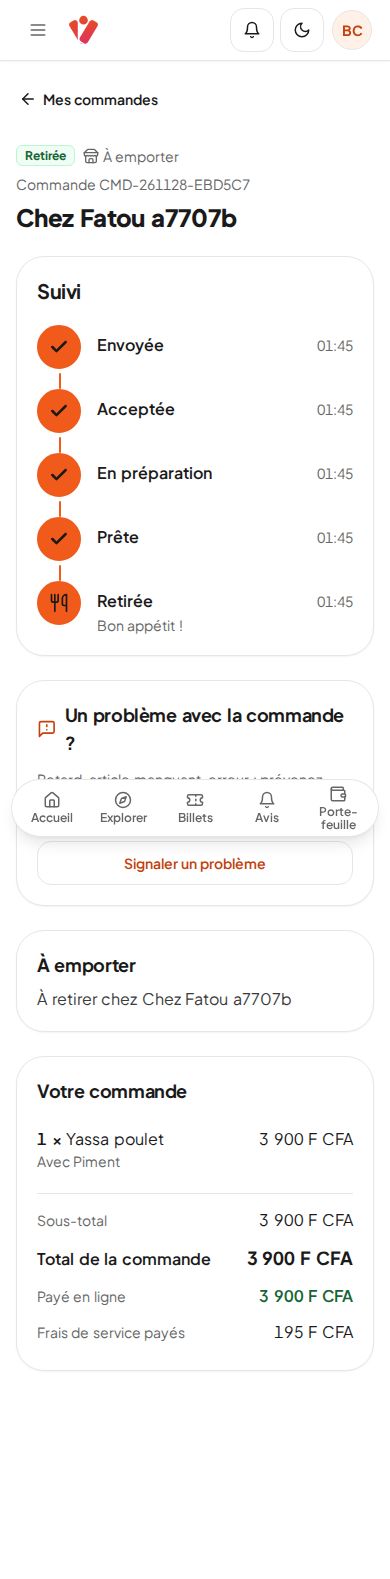 BC
Mes commandes
Retirée À emporter
Commande CMD-261128-EBD5C7
Chez Fatou a7707b
Suivi
Envoyée 01:45
Acceptée 01:45
En préparation 01:45
Prête 01:45
Retirée 01:45
Bon appétit !
Un problème avec la commande
?
Accueil Explorer Billets Avis Porte-
feuille
Signaler un problème
À emporter
À retirer chez Chez Fatou a7707b
Votre commande
1 × Yassa poulet 3 900 F CFA
Avec Piment
Sous-total 3 900 F CFA
Total de la commande 3 900 F CFA
Payé en ligne 3 900 F CFA
Frais de service payés 195 F CFA